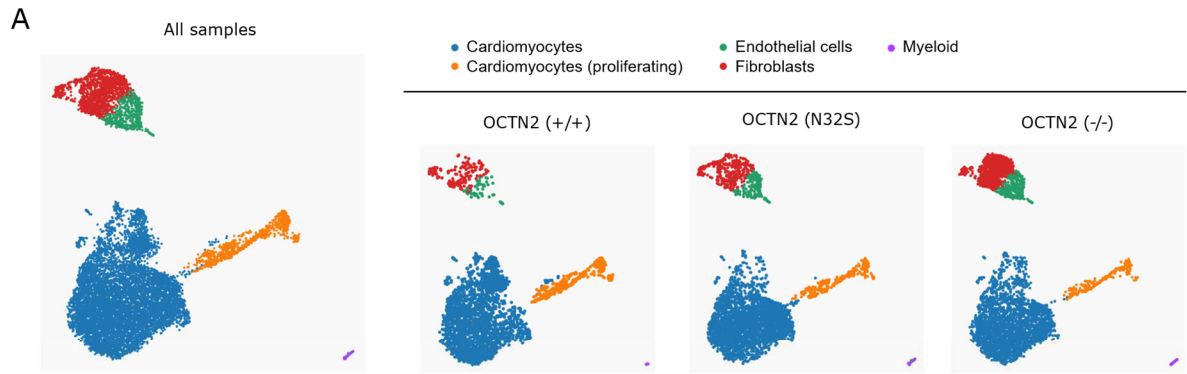 A
All samples
Cardiomyocytes
Endothelial cells
Myeloid
Cardiomyocytes (proliferating)
Fibroblasts
OCTN2 (+/+)
OCTN2 (N32S)
OCTN2 (-/-)